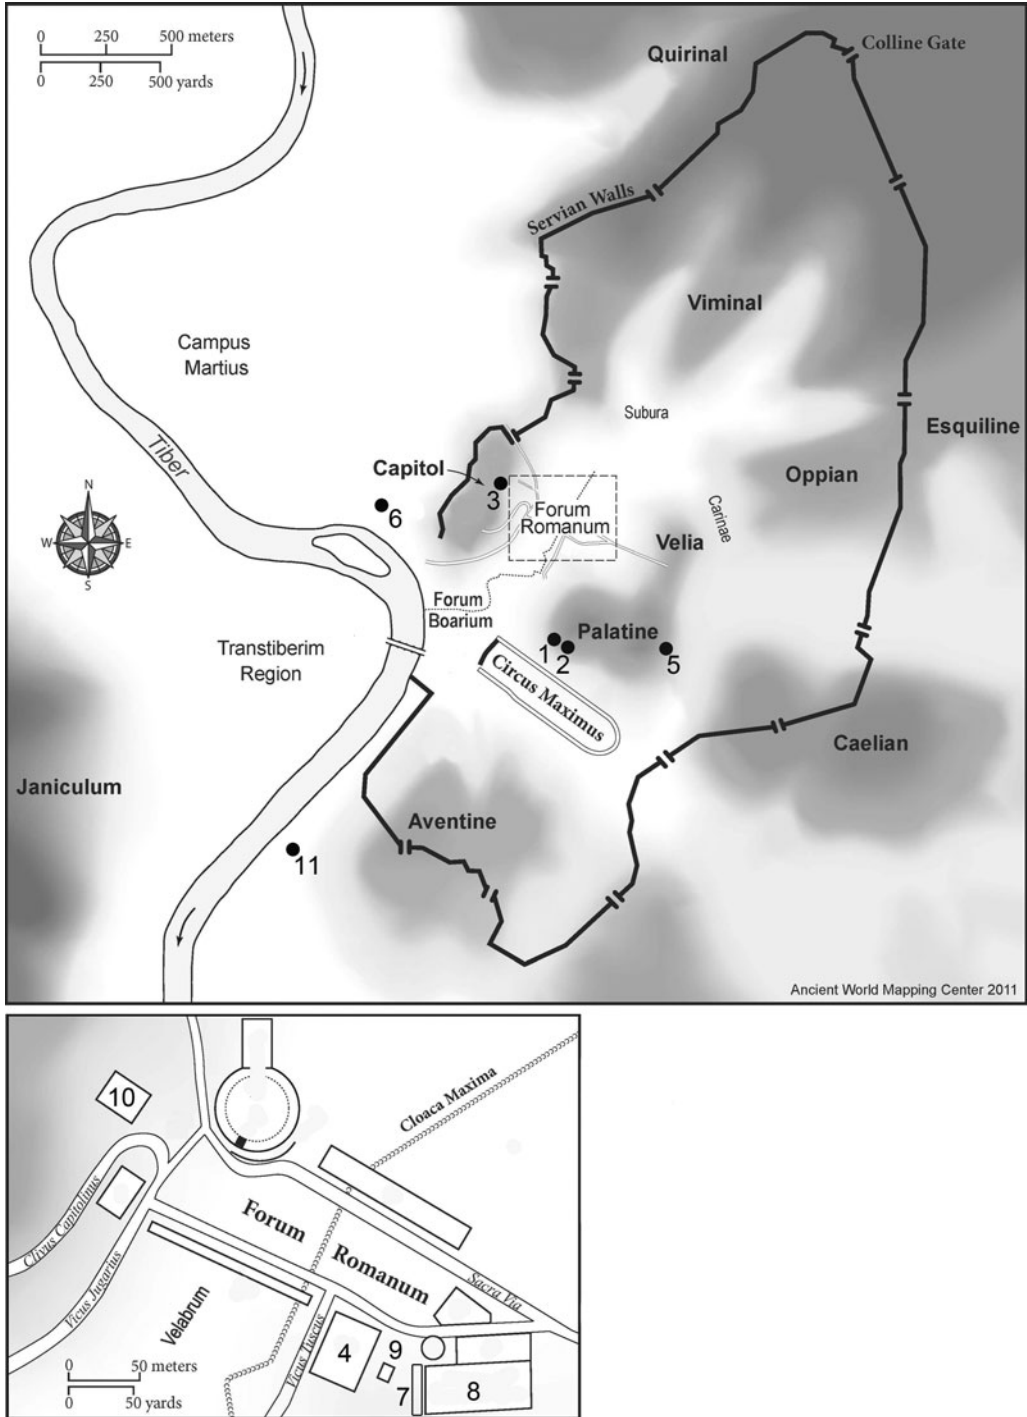 0 250 500 meters
0 250 500 yards
Quirinal
Colline Gate
Servian Walls
Viminal
Campus
Martius
Subura
Esquiline
Tiber
Capitol
Oppian
3
6
Forum
Romanum
Carinae
Velia
N
W E
S
Forum
Boarium
Palatine
1
2
5
Transtiberim
Region
Circus Maximus
Caelian
Janiculum
Aventine
11
Ancient World Mapping Center 2011
10
Cloaca Maxima
Clivus Capitolinus
Forum
Romanum
Sacra Via
Vicus Jugarius
Velabrum
Vicus Tuscus
4
9
7
8
0 50 meters
0 50 yards